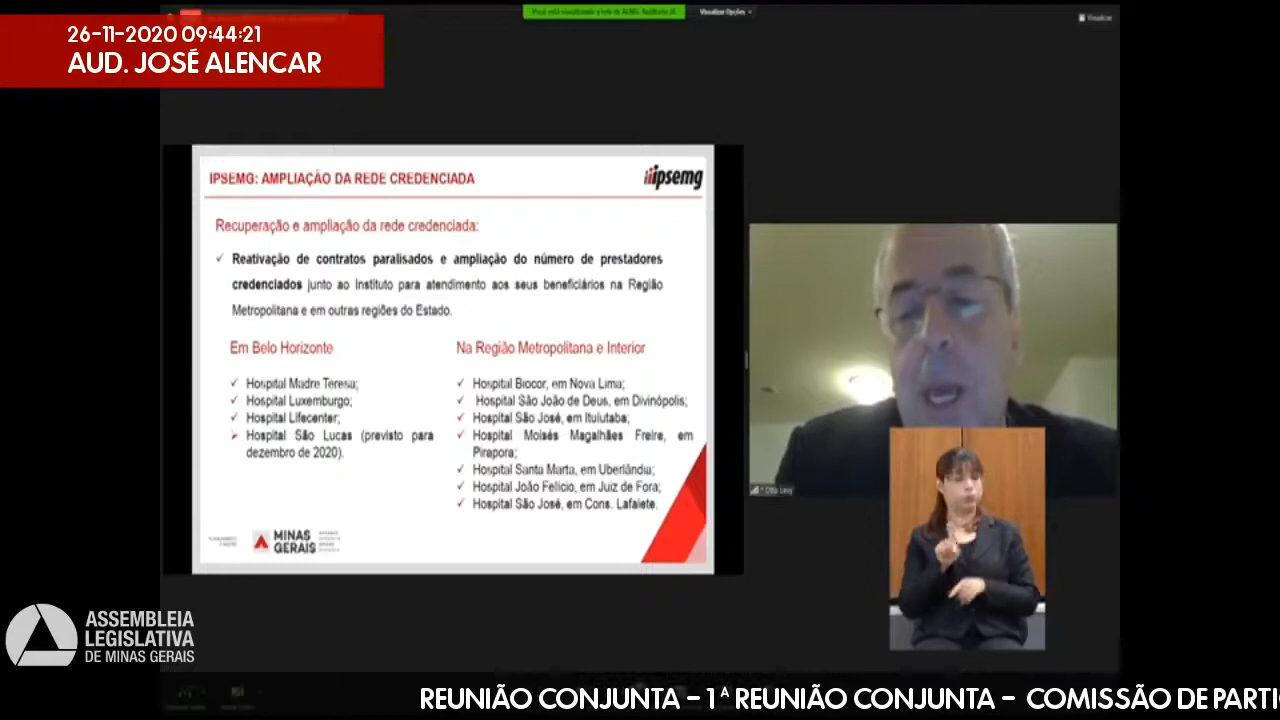 26-11-2020 09:44:21
AUD. JOSÉ ALENCAR
Visualizar Opções
Visualizar
IPSEMG: AMPLIAÇÃO DA REDE CREDENCIADA
ipsemg
Recuperação e ampliação da rede credenciada:
✓ Reativação de contratos paralisados e ampliação do número de prestadores
credenciados junto ao Instituto para atendimento aos seus beneficiários na Região
Metropolitana e em outras regiões do Estado.
Em Belo Horizonte
✓ Hospital Madre Teresa;
✓ Hospital Luxemburgo;
✓ Hospital Lifecenter;
➢ Hospital São Lucas (previsto para
dezembro de 2020).
Na Região Metropolitana e Interior
✓ Hospital Biocor, em Nova Lima;
✓ Hospital São João de Deus, em Divinópolis;
✓ Hospital São José, em Ituiutaba;
✓ Hospital Moisés Magalhães Freire, em
Pirapora;
✓ Hospital Santa Marta, em Uberlândia;
✓ Hospital João Felício, em Juiz de Fora;
✓ Hospital São José, em Cons. Lafaiete.
MINAS
GERAIS
Otto Levy
ASSEMBLEIA
LEGISLATIVA
DE MINAS GERAIS
REUNIÃO CONJUNTA - 1ª REUNIÃO CONJUNTA - COMISSÃO DE PARTI